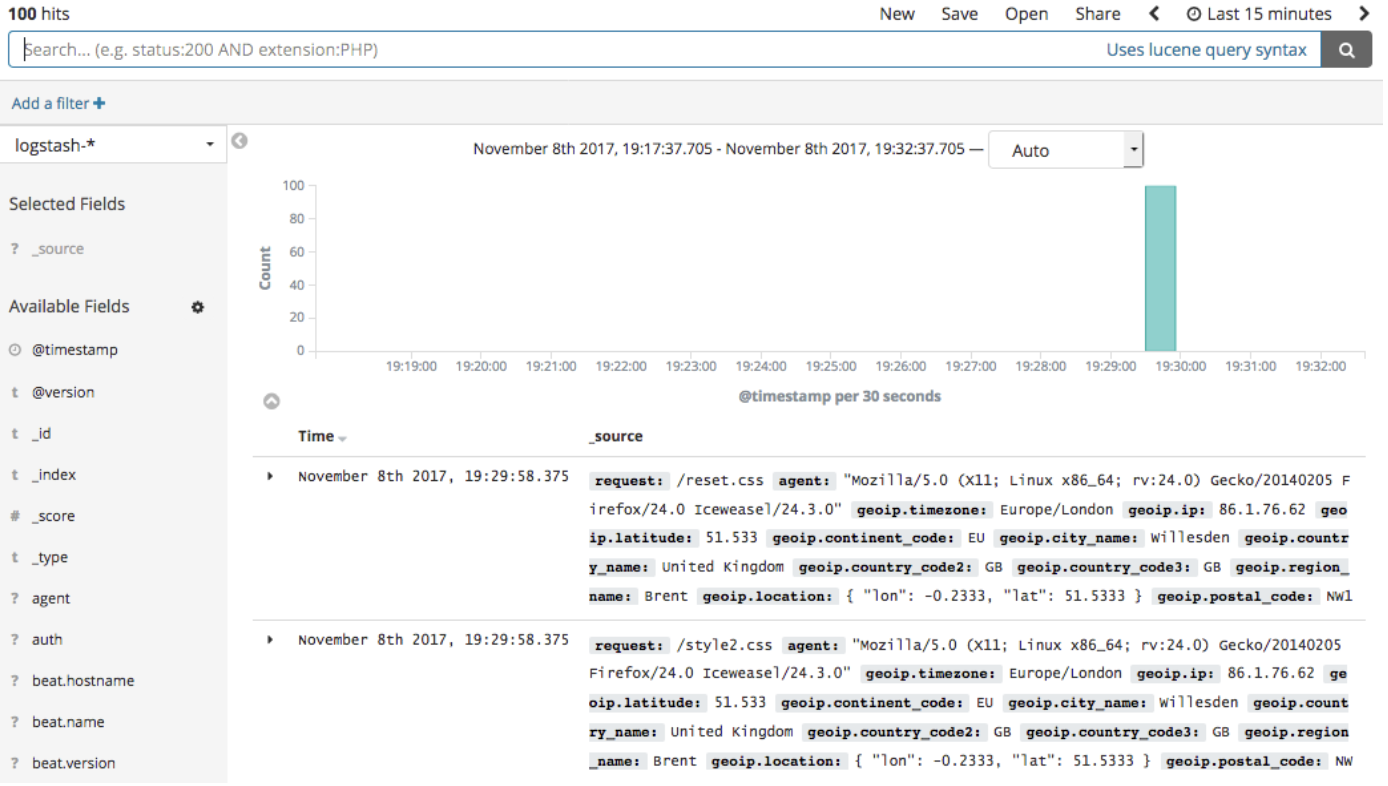 100 hits New Save Open Share Last 15 minutes
Search... (e.g. status:200 AND extension:PHP) Uses lucene query syntax
Add a filter +
logstash-*
Selected Fields
? _source
Available Fields
@timestamp
t @version
t _id
t _index
# _score
t _type
? agent
? auth
? beat.hostname
? beat.name
? beat.version
November 8th 2017, 19:17:37.705 - November 8th 2017, 19:32:37.705 — Auto
100
80
60
40
20
0
Count
19:19:00 19:20:00 19:21:00 19:22:00 19:23:00 19:24:00 19:25:00 19:26:00 19:27:00 19:28:00 19:29:00 19:30:00 19:31:00 19:32:00
@timestamp per 30 seconds
Time _source
November 8th 2017, 19:29:58.375 request: /reset.css agent: "Mozilla/5.0 (X11; Linux x86_64; rv:24.0) Gecko/20140205 F
irefox/24.0 Iceweasel/24.3.0" geoip.timezone: Europe/London geoip.ip: 86.1.76.62 geo
ip.latitude: 51.533 geoip.continent_code: EU geoip.city_name: Willesden geoip.countr
y_name: United Kingdom geoip.country_code2: GB geoip.country_code3: GB geoip.region_
name: Brent geoip.location: { "lon": -0.2333, "lat": 51.5333 } geoip.postal_code: NW1
November 8th 2017, 19:29:58.375 request: /style2.css agent: "Mozilla/5.0 (X11; Linux x86_64; rv:24.0) Gecko/20140205
Firefox/24.0 Iceweasel/24.3.0" geoip.timezone: Europe/London geoip.ip: 86.1.76.62 ge
oip.latitude: 51.533 geoip.continent_code: EU geoip.city_name: Willesden geoip.count
ry_name: United Kingdom geoip.country_code2: GB geoip.country_code3: GB geoip.region
_name: Brent geoip.location: { "lon": -0.2333, "lat": 51.5333 } geoip.postal_code: NW